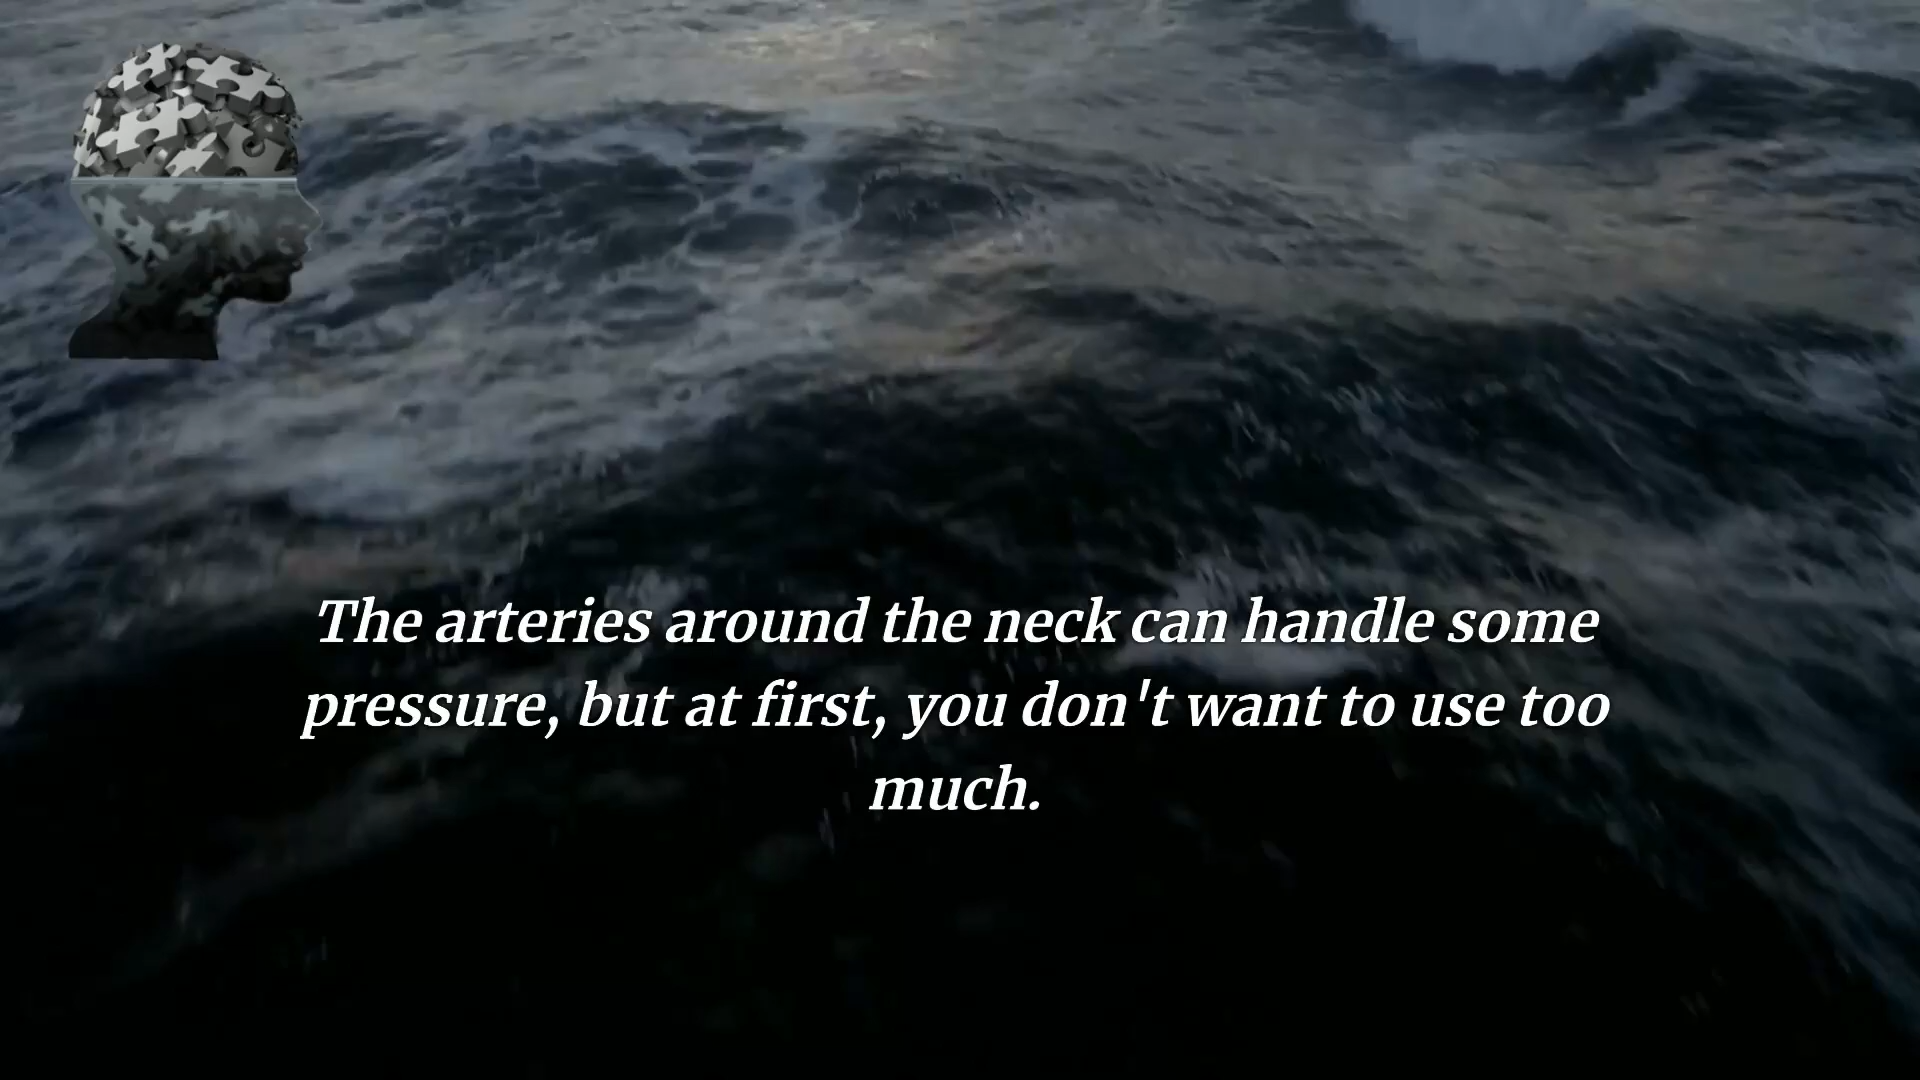 The arteries around the neck can handle some
pressure, but at first, you don't want to use too
much.